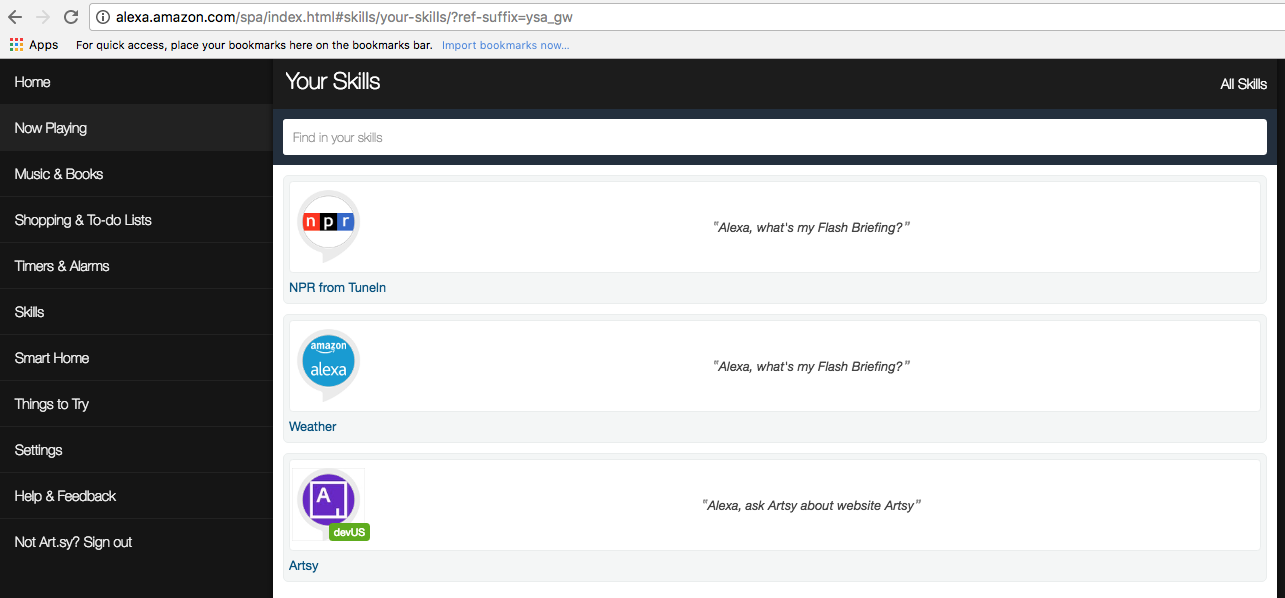 alexa.amazon.com/spa/index.html#skills/your-skills/?ref-suffix=ysa_gw
Apps For quick access, place your bookmarks here on the bookmarks bar. Import bookmarks now...
Home
Now Playing
Music & Books
Shopping & To-do Lists
Timers & Alarms
Skills
Smart Home
Things to Try
Settings
Help & Feedback
Not Art.sy? Sign out
Your Skills
All Skills
Find in your skills
n p r
"Alexa, what's my Flash Briefing?"
NPR from TuneIn
amazon
alexa
"Alexa, what's my Flash Briefing?"
Weather
A
devUS
"Alexa, ask Artsy about website Artsy"
Artsy